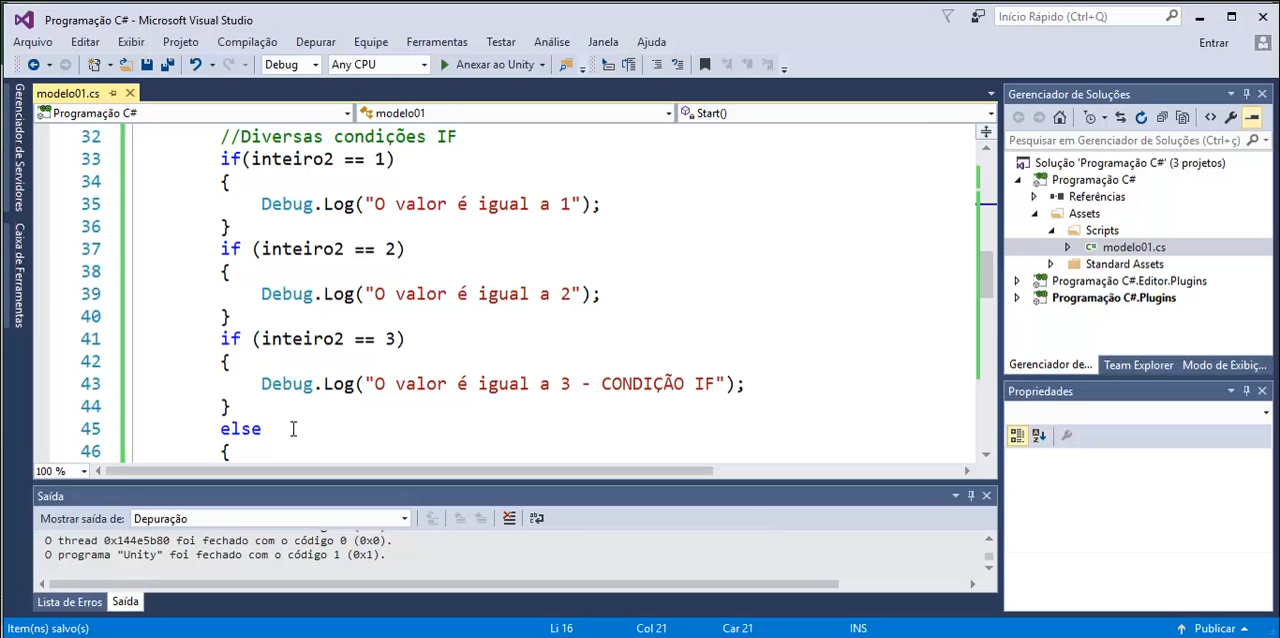 Programação C# - Microsoft Visual Studio
Início Rápido (Ctrl+Q)
Arquivo Editar Exibir Projeto Compilação Depurar Equipe Ferramentas Testar Análise Janela Ajuda
Entrar
Debug Any CPU Anexar ao Unity
Gerenciador de Servidores
Caixa de Ferramentas
modelo01.cs
Programação C# modelo01 Start()
32 //Diversas condições IF
33 if(inteiro2 == 1)
34 {
35 Debug.Log("O valor é igual a 1");
36 }
37 if (inteiro2 == 2)
38 {
39 Debug.Log("O valor é igual a 2");
40 }
41 if (inteiro2 == 3)
42 {
43 Debug.Log("O valor é igual a 3 - CONDIÇÃO IF");
44 }
45 else
46 {
100 %
Saída
Mostrar saída de: Depuração
O thread 0x144e5b80 foi fechado com o código 0 (0x0).
O programa "Unity" foi fechado com o código 1 (0x1).
Lista de Erros Saída
Gerenciador de Soluções
Pesquisar em Gerenciador de Soluções (Ctrl+ç)
Solução 'Programação C#' (3 projetos)
Programação C#
Referências
Assets
Scripts
C# modelo01.cs
Standard Assets
Programação C#.Editor.Plugins
Programação C#.Plugins
Gerenciador de... Team Explorer Modo de Exibiç...
Propriedades
Item(ns) salvo(s) Li 16 Col 21 Car 21 INS Publicar